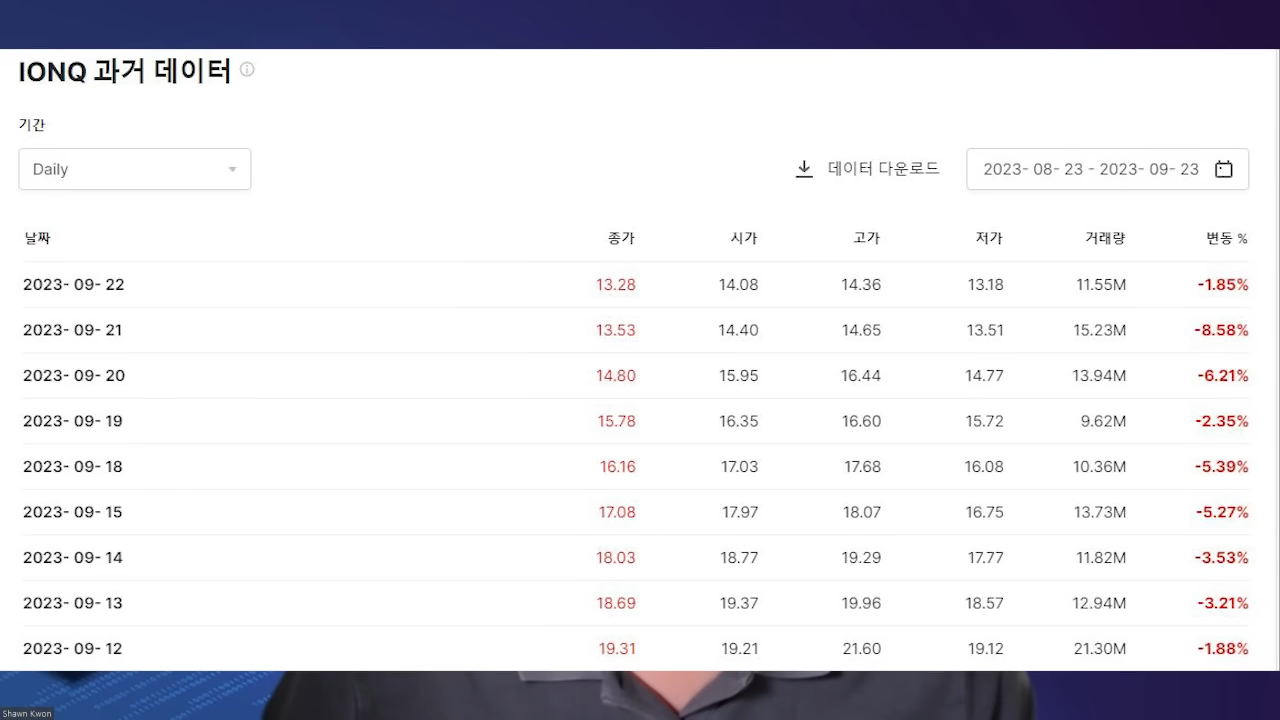 IONQ 과거 데이터
기간
Daily
데이터 다운로드
2023- 08- 23 - 2023- 09- 23
날짜 종가 시가 고가 저가 거래량 변동 %
2023- 09- 22 13.28 14.08 14.36 13.18 11.55M -1.85%
2023- 09- 21 13.53 14.40 14.65 13.51 15.23M -8.58%
2023- 09- 20 14.80 15.95 16.44 14.77 13.94M -6.21%
2023- 09- 19 15.78 16.35 16.60 15.72 9.62M -2.35%
2023- 09- 18 16.16 17.03 17.68 16.08 10.36M -5.39%
2023- 09- 15 17.08 17.97 18.07 16.75 13.73M -5.27%
2023- 09- 14 18.03 18.77 19.29 17.77 11.82M -3.53%
2023- 09- 13 18.69 19.37 19.96 18.57 12.94M -3.21%
2023- 09- 12 19.31 19.21 21.60 19.12 21.30M -1.88%
Shawn Kwon